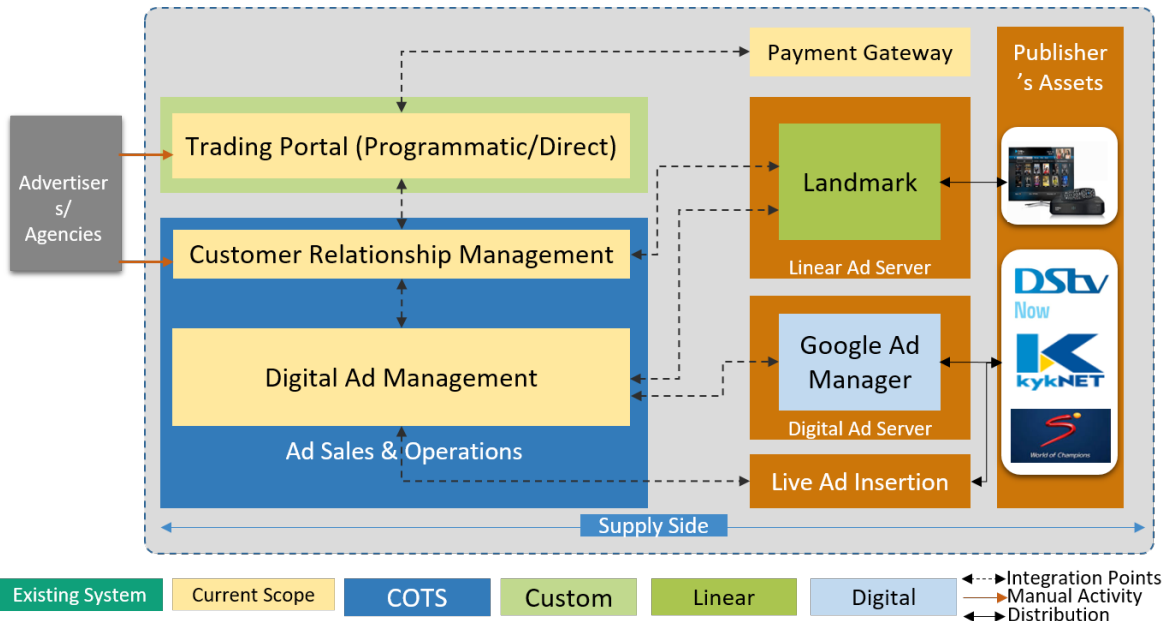 Payment Gateway
Publisher
's Assets
Trading Portal (Programmatic/Direct)
Advertiser
s/
Agencies
Landmark
Linear Ad Server
Customer Relationship Management
DStv
Now
Google Ad
Manager
Digital Ad Server
kykNET
Digital Ad Management
Ad Sales & Operations
World of Champions
Live Ad Insertion
Supply Side
Existing System
Current Scope
COTS
Custom
Linear
Digital
Integration Points
Manual Activity
Distribution